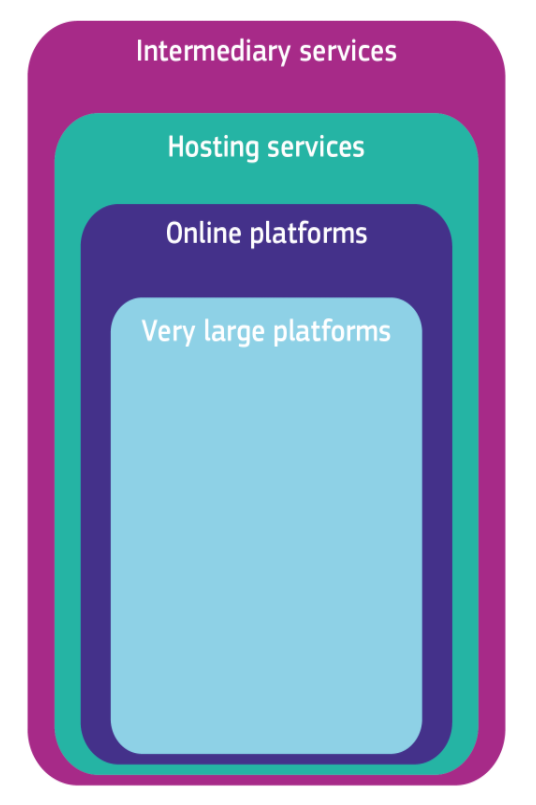 Intermediary services
Hosting services
Online platforms
Very large platforms